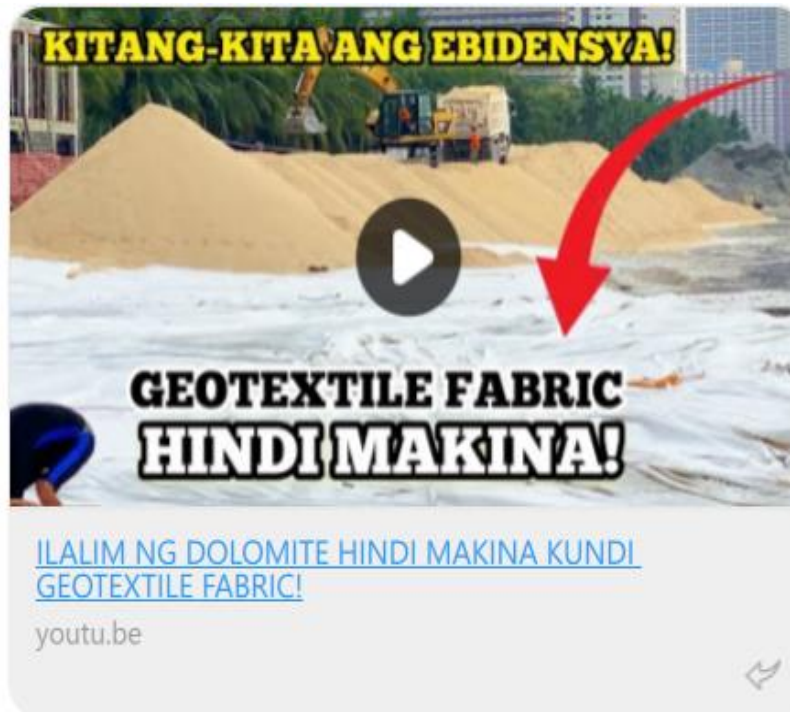 KITANG-KITA ANG EBIDENSYA!
GEOTEXTILE FABRIC
HINDI MAKINA!
ILALIM NG DOLOMITE HINDI MAKINA KUNDI
GEOTEXTILE FABRIC!
youtu.be